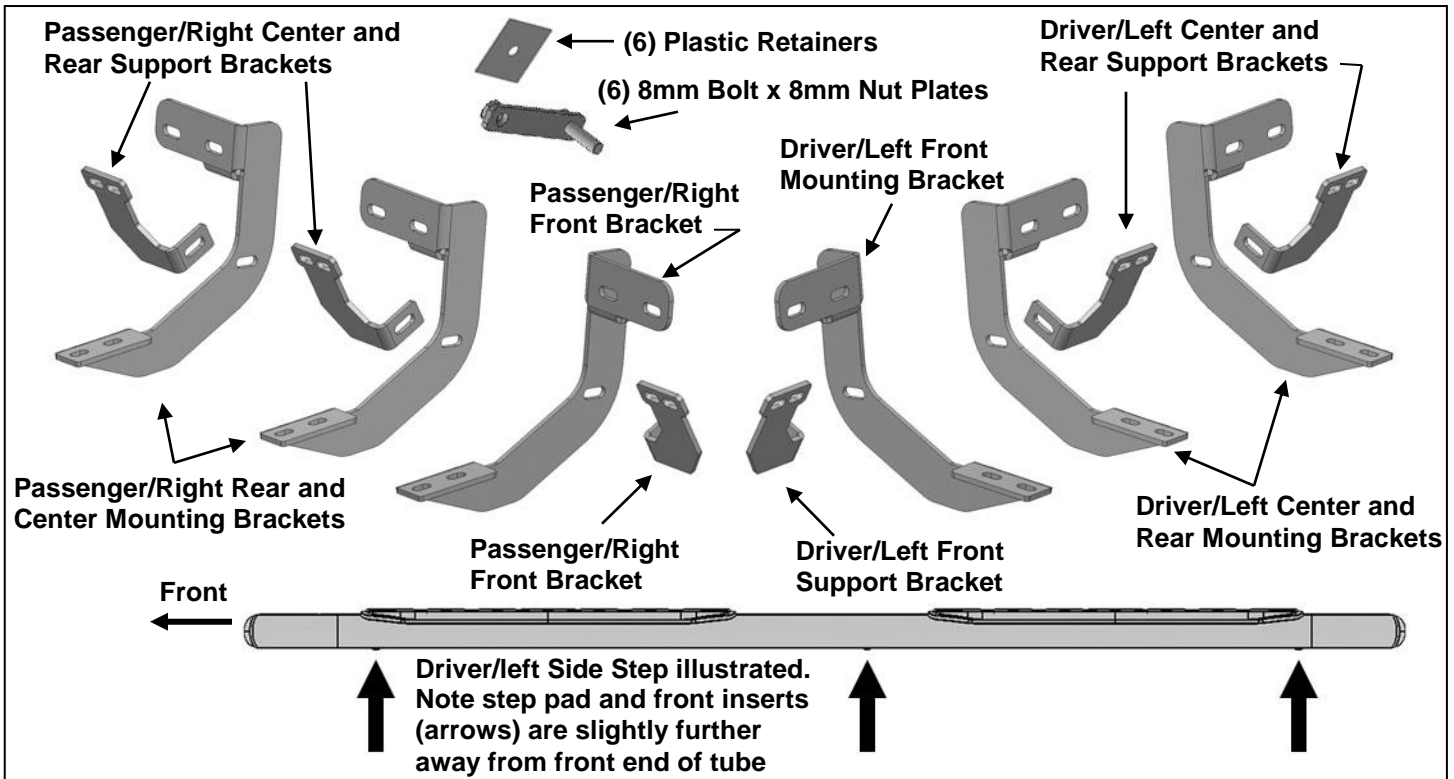 Passenger/Right Center and
Rear Support Brackets
(6) Plastic Retainers
(6) 8mm Bolt x 8mm Nut Plates
Driver/Left Center and
Rear Support Brackets
Passenger/Right
Front Bracket
Driver/Left Front
Mounting Bracket
Passenger/Right Rear and
Center Mounting Brackets
Passenger/Right
Front Bracket
Driver/Left Front
Support Bracket
Driver/Left Center and
Rear Mounting Brackets
Front
Driver/left Side Step illustrated.
Note step pad and front inserts
(arrows) are slightly further
away from front end of tube